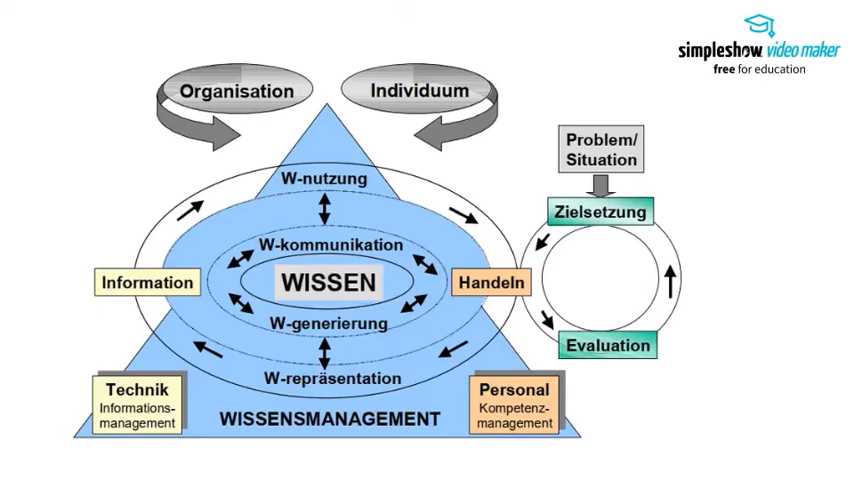 simpleshow video maker
free for education
Organisation
Individuum
Problem/
Situation
W-nutzung
Zielsetzung
W-kommunikation
Information
WISSEN
Handeln
W-generierung
Evaluation
W-repräsentation
Technik
Informations-
management
WISSENSMANAGEMENT
Personal
Kompetenz-
management